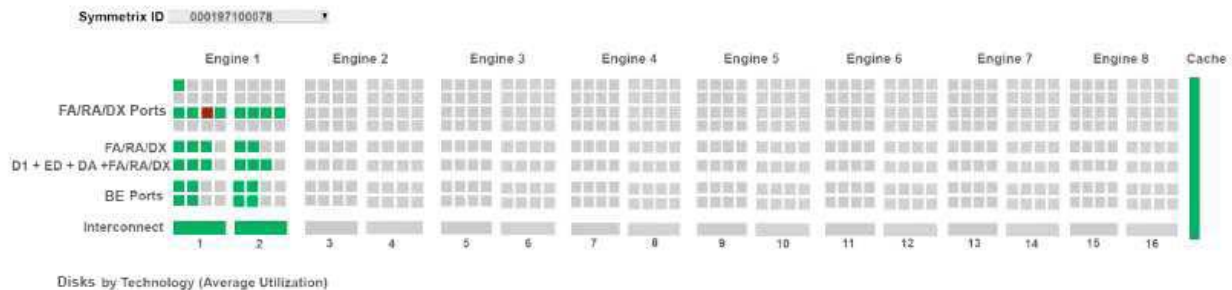 Symmetrix ID 000197100078
Engine 1 Engine 2 Engine 3 Engine 4 Engine 5 Engine 6 Engine 7 Engine 8 Cache
FA/RA/DX Ports
FA/RA/DX
D1 + ED + DA +FA/RA/DX
BE Ports
Interconnect
1 2 3 4 5 6 7 8 9 10 11 12 13 14 15 16
Disks by Technology (Average Utilization)